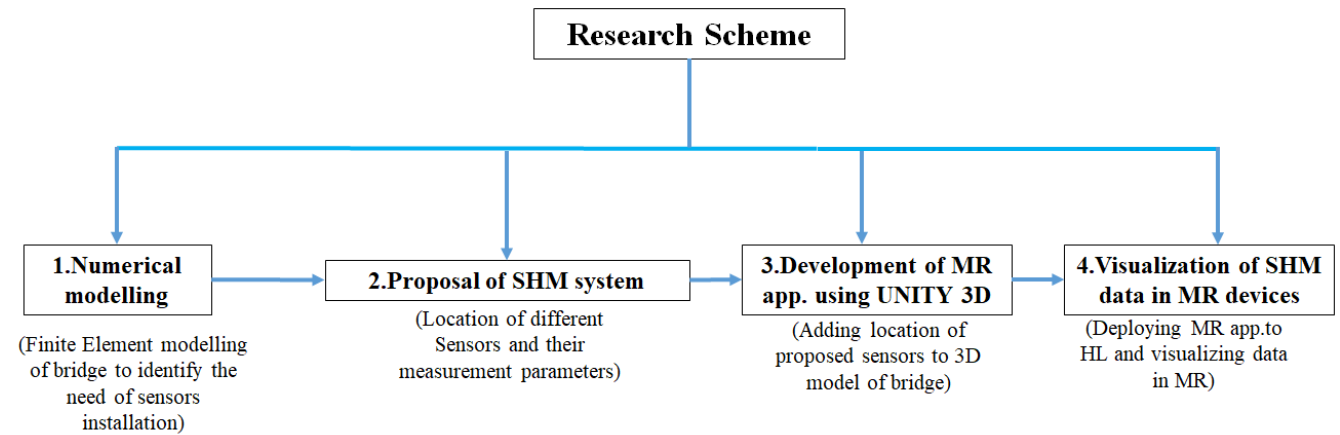 Research Scheme
1.Numerical
modelling
(Finite Element modelling
of bridge to identify the
need of sensors
installation)
2.Proposal of SHM system
(Location of different
Sensors and their
measurement parameters)
3.Development of MR
app. using UNITY 3D
(Adding location of
proposed sensors to 3D
model of bridge)
4.Visualization of SHM
data in MR devices
(Deploying MR app.to
HL and visualizing data
in MR)